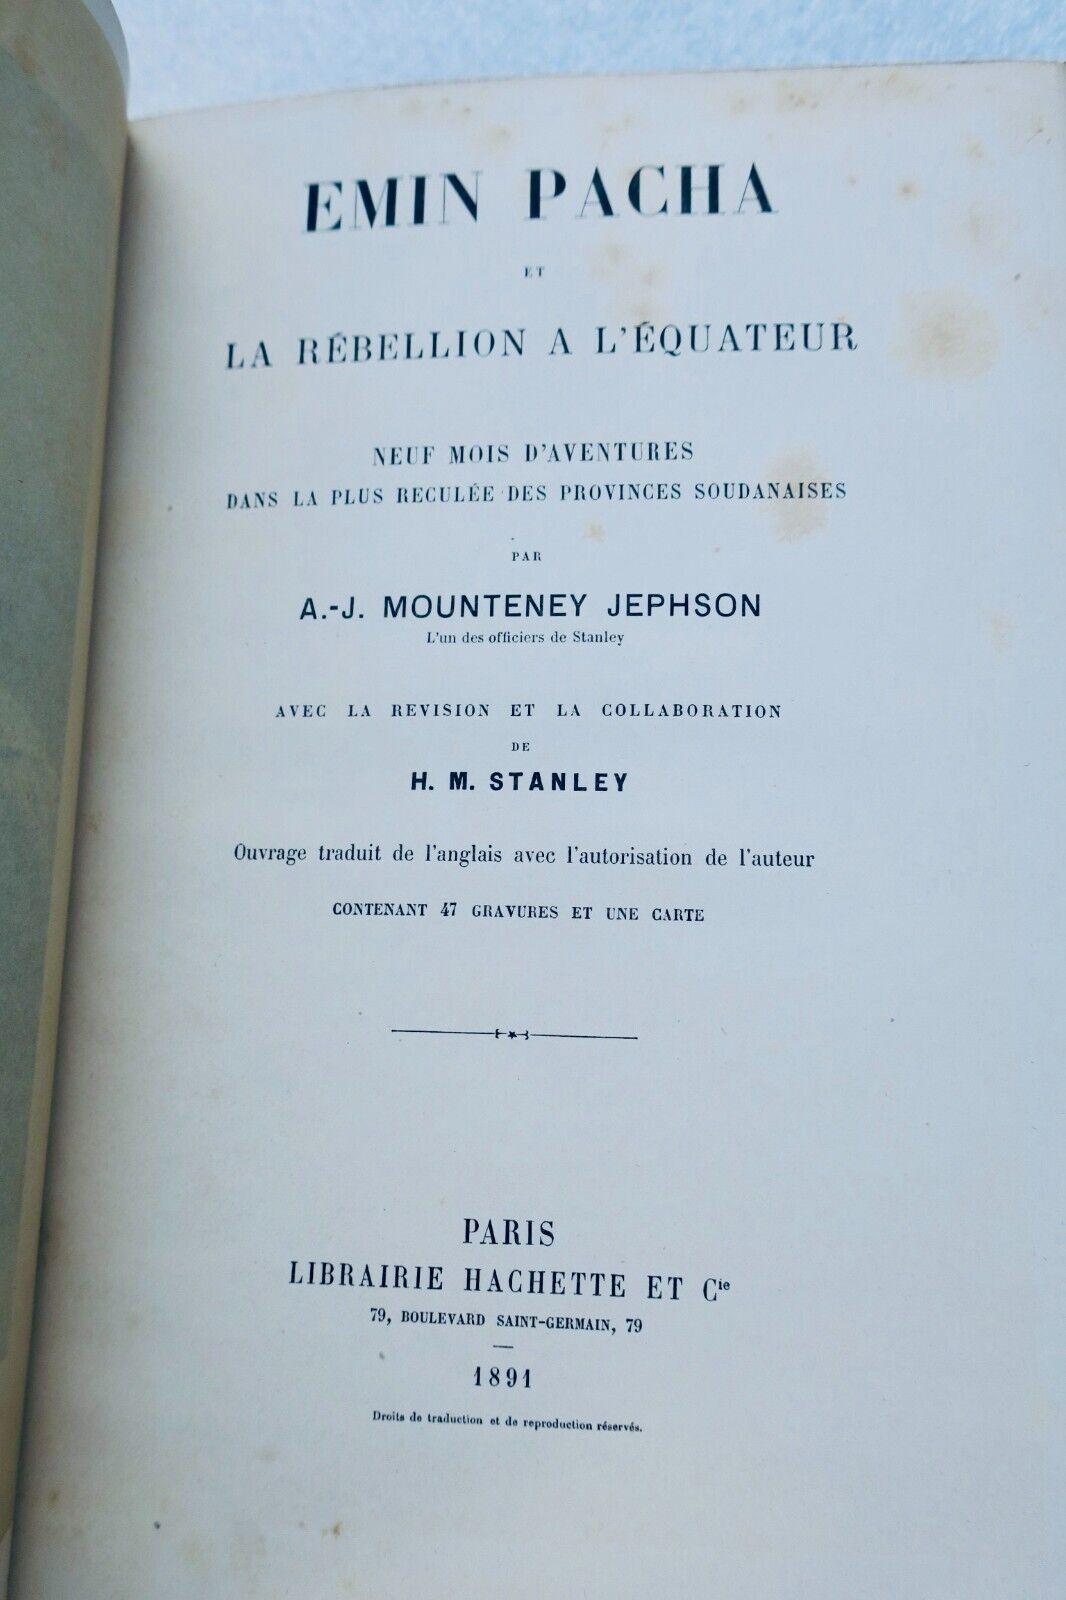 EMIN PACHA
ET
LA RÉBELLION A L'ÉQUATEUR
NEUF MOIS D'AVENTURES
DANS LA PLUS RECULÉE DES PROVINCES SOUDANAISES
PAR
A.-J. MOUNTENEY JEPHSON
L'un des officiers de Stanley
AVEC LA REVISION ET LA COLLABORATION
DE
H. M. STANLEY
Ouvrage traduit de l'anglais avec l'autorisation de l'auteur
CONTENANT 47 GRAVURES ET UNE CARTE
PARIS
LIBRAIRIE HACHETTE ET Cie
79, BOULEVARD SAINT-GERMAIN, 79
1891
Droits de traduction et de reproduction réservés.